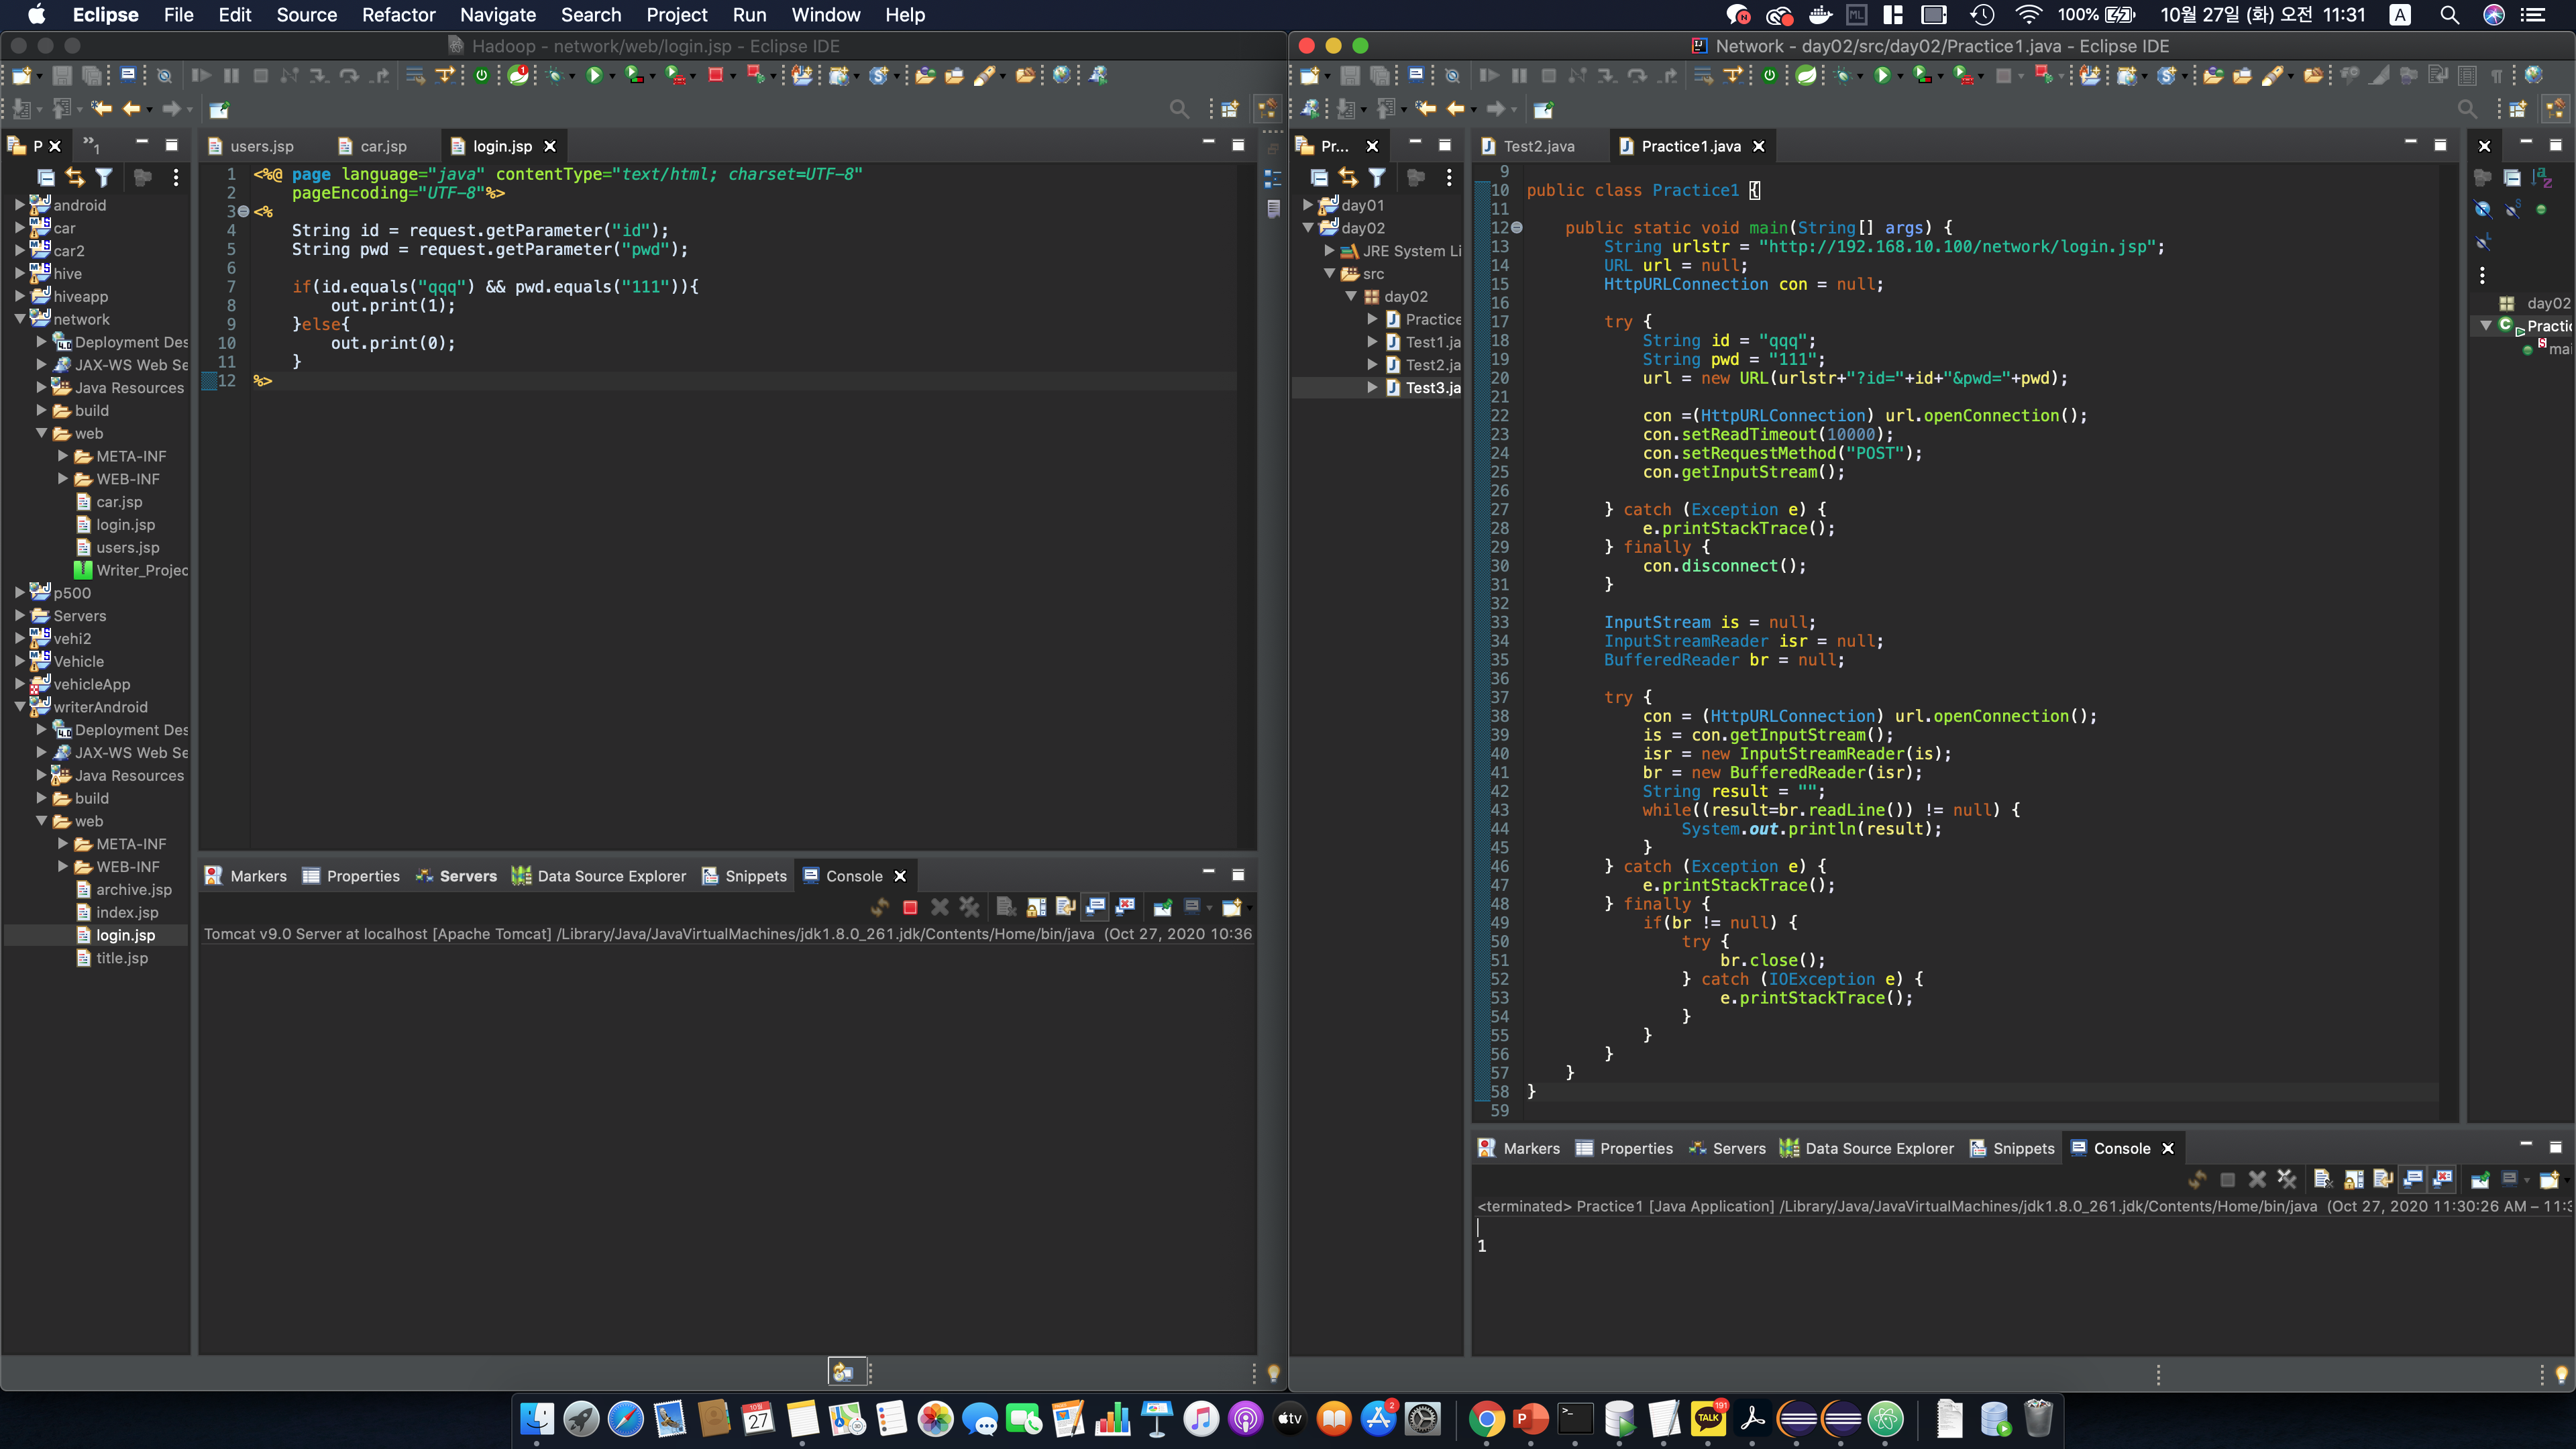 Eclipse File Edit Source Refactor Navigate Search Project Run Window Help
100% 10월 27일 (화) 오전 11:31 A
Hadoop - network/web/login.jsp - Eclipse IDE
P
1
users.jsp car.jsp login.jsp
android
car
car2
hive
hiveapp
network
Deployment Des
JAX-WS Web Se
Java Resources
build
web
META-INF
WEB-INF
car.jsp
login.jsp
users.jsp
Writer_Projec
p500
Servers
vehi2
Vehicle
vehicleApp
writerAndroid
Deployment Des
JAX-WS Web Se
Java Resources
build
web
META-INF
WEB-INF
archive.jsp
index.jsp
login.jsp
title.jsp
1 <%@ page language="java" contentType="text/html; charset=UTF-8"
2 pageEncoding="UTF-8"%>
3 <%
4 String id = request.getParameter("id");
5 String pwd = request.getParameter("pwd");
6
7 if(id.equals("qqq") && pwd.equals("111")){
8 out.print(1);
9 }else{
10 out.print(0);
11 }
12 %>
Markers Properties Servers Data Source Explorer Snippets Console
Tomcat v9.0 Server at localhost [Apache Tomcat] /Library/Java/JavaVirtualMachines/jdk1.8.0_261.jdk/Contents/Home/bin/java (Oct 27, 2020 10:36
Network - day02/src/day02/Practice1.java - Eclipse IDE
Pr...
Test2.java Practice1.java
day01
day02
JRE System Li
src
day02
Practice
Test1.ja
Test2.ja
Test3.ja
9
10 public class Practice1 {
11
12 public static void main(String[] args) {
13 String urlstr = "http://192.168.10.100/network/login.jsp";
14 URL url = null;
15 HttpURLConnection con = null;
16
17 try {
18 String id = "qqq";
19 String pwd = "111";
20 url = new URL(urlstr+"?id="+id+"&pwd="+pwd);
21
22 con =(HttpURLConnection) url.openConnection();
23 con.setReadTimeout(10000);
24 con.setRequestMethod("POST");
25 con.getInputStream();
26
27 } catch (Exception e) {
28 e.printStackTrace();
29 } finally {
30 con.disconnect();
31 }
32
33 InputStream is = null;
34 InputStreamReader isr = null;
35 BufferedReader br = null;
36
37 try {
38 con = (HttpURLConnection) url.openConnection();
39 is = con.getInputStream();
40 isr = new InputStreamReader(is);
41 br = new BufferedReader(isr);
42 String result = "";
43 while((result=br.readLine()) != null) {
44 System.out.println(result);
45 }
46 } catch (Exception e) {
47 e.printStackTrace();
48 } finally {
49 if(br != null) {
50 try {
51 br.close();
52 } catch (IOException e) {
53 e.printStackTrace();
54 }
55 }
56 }
57 }
58 }
59
day02
Practic
mai
Markers Properties Servers Data Source Explorer Snippets Console
<terminated> Practice1 [Java Application] /Library/Java/JavaVirtualMachines/jdk1.8.0_261.jdk/Contents/Home/bin/java (Oct 27, 2020 11:30:26 AM – 11:3
1
10월
27
tv
2
P
TALK
191